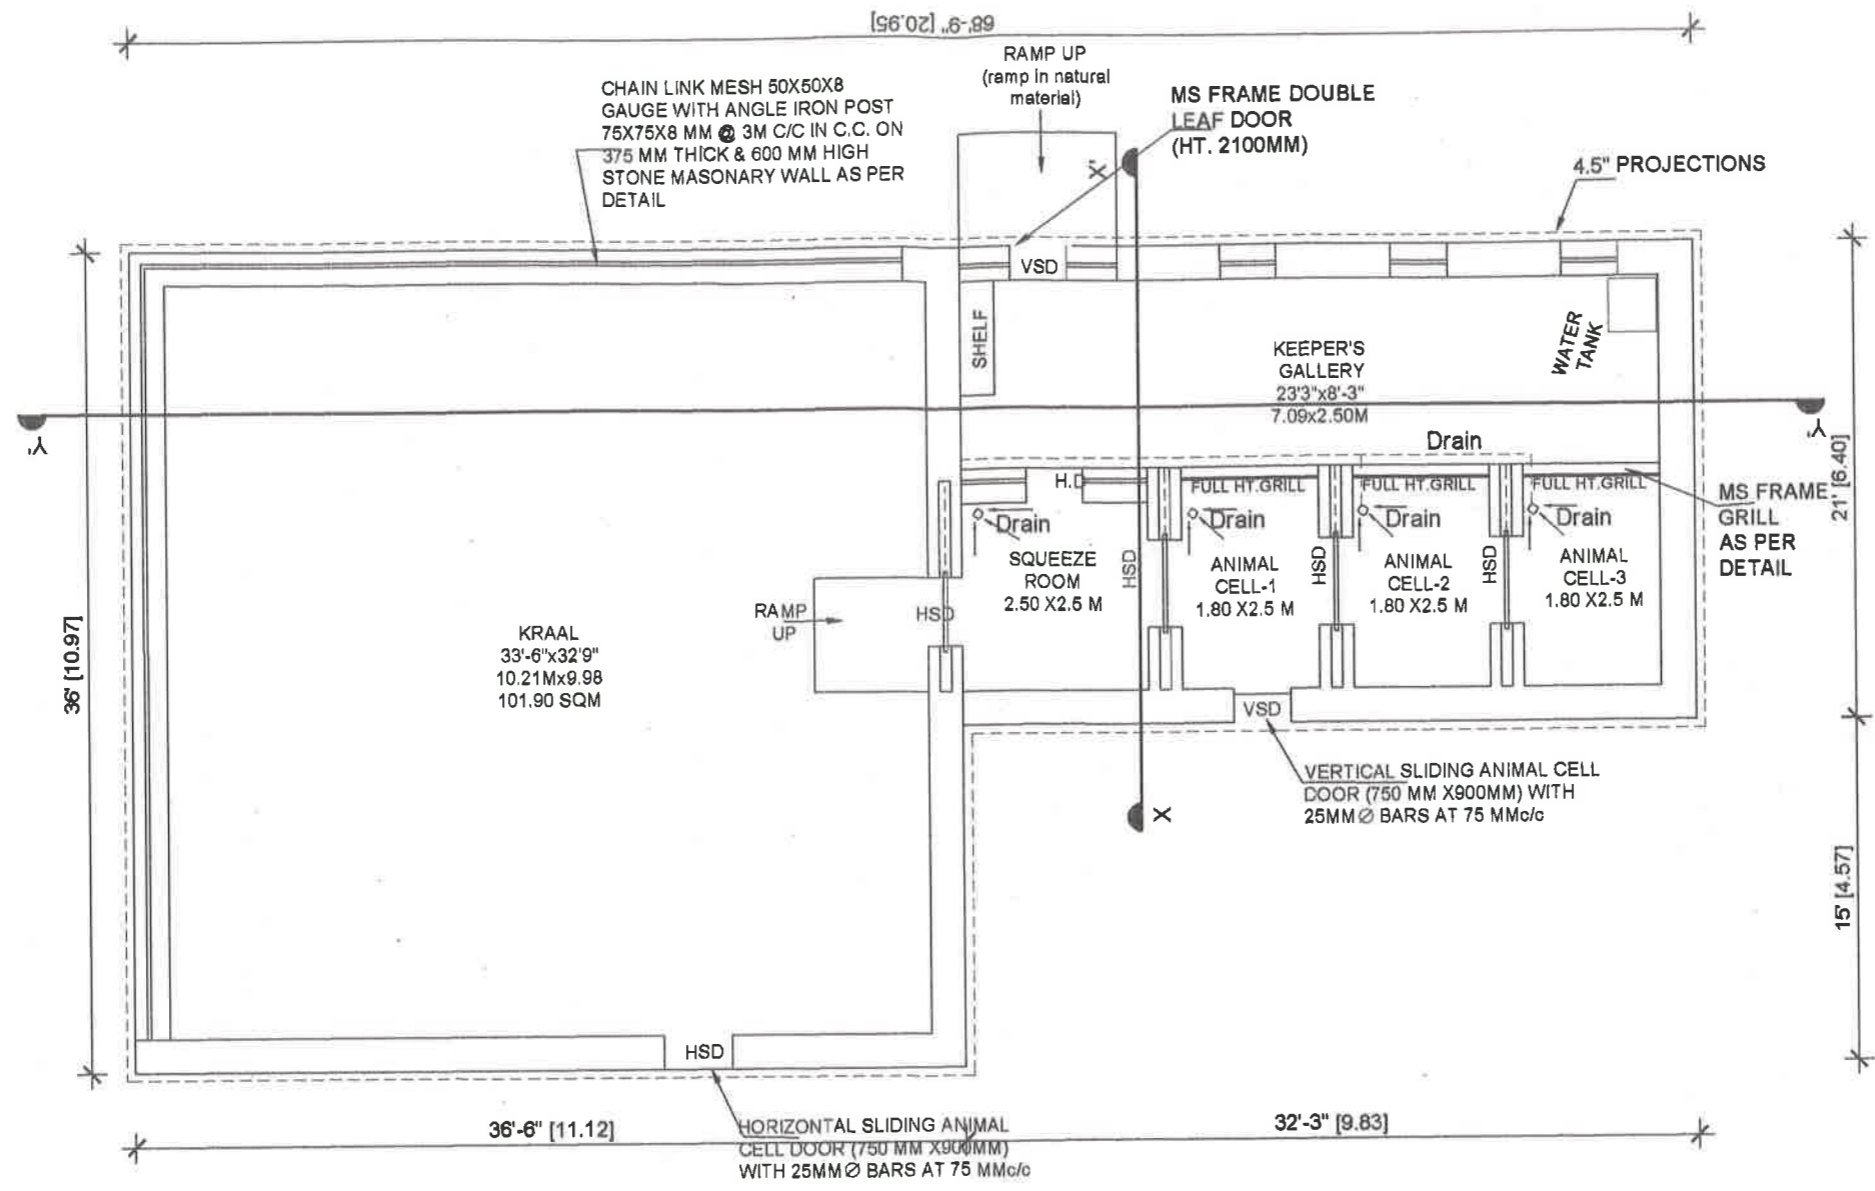 68'-9" [20.95]
RAMP UP
(ramp in natural
material)
CHAIN LINK MESH 50X50X8
GAUGE WITH ANGLE IRON POST
75X75X8 MM @ 3M C/C IN C.C. ON
375 MM THICK & 600 MM HIGH
STONE MASONARY WALL AS PER
DETAIL
MS FRAME DOUBLE
LEAF DOOR
(HT. 2100MM)
4.5" PROJECTIONS
X'
VSD
SHELF
KEEPER'S
GALLERY
23'3"x8'-3"
7.09x2.50M
WATER
TANK
Y'
Y'
Drain
H.D
FULL HT.GRILL
FULL HT.GRILL
FULL HT.GRILL
MS FRAME
GRILL
AS PER
DETAIL
21' [6.40]
Drain
Drain
Drain
Drain
SQUEEZE
ROOM
2.50 X2.5 M
HSD
ANIMAL
CELL-1
1.80 X2.5 M
HSD
ANIMAL
CELL-2
1.80 X2.5 M
HSD
ANIMAL
CELL-3
1.80 X2.5 M
RAMP
UP
HSD
KRAAL
33'-6"x32'9"
10.21Mx9.98
101.90 SQM
36' [10.97]
VSD
VERTICAL SLIDING ANIMAL CELL
DOOR (750 MM X900MM) WITH
25MM∅ BARS AT 75 MMc/c
X
15' [4.57]
HSD
36'-6" [11.12]
HORIZONTAL SLIDING ANIMAL
CELL DOOR (750 MM X900MM)
WITH 25MM∅ BARS AT 75 MMc/c
32'-3" [9.83]